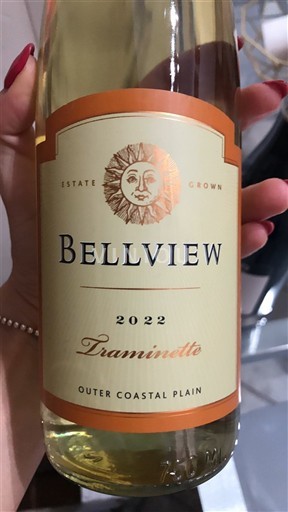 ESTATE GROWN
BELLVIEW
2022
Traminette
OUTER COASTAL PLAIN